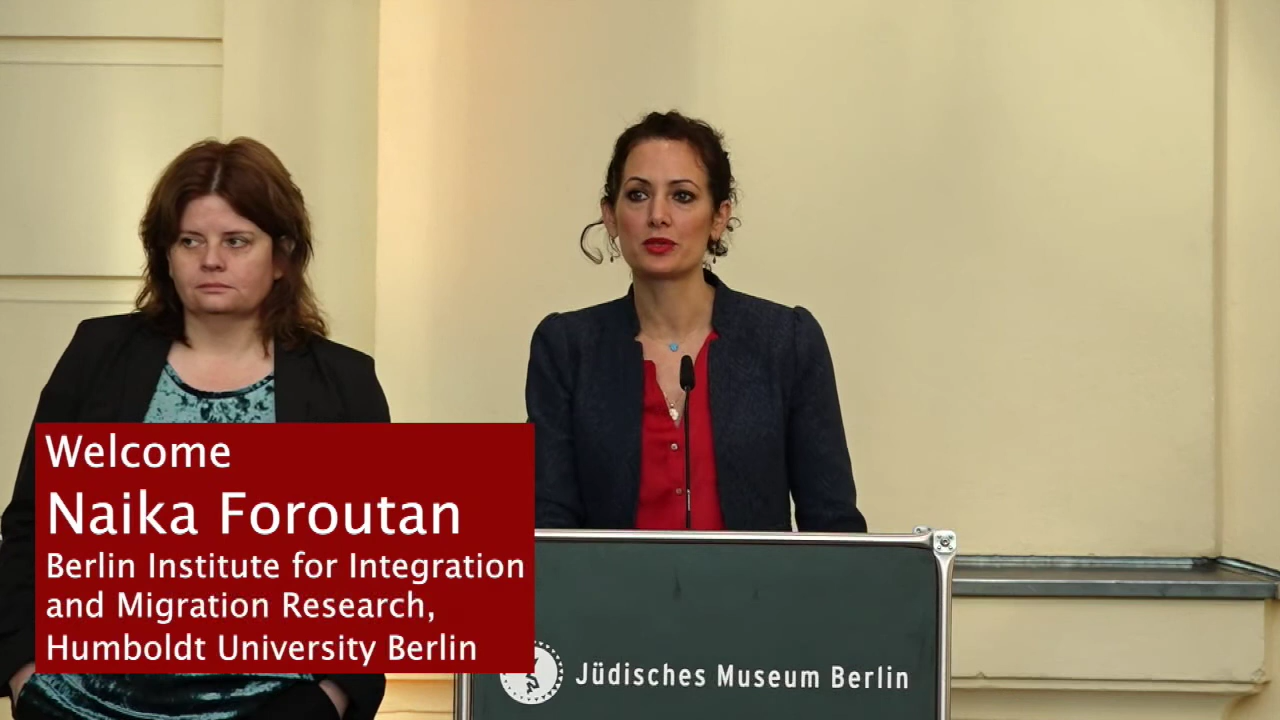 Welcome
Naika Foroutan
Berlin Institute for Integration
and Migration Research,
Humboldt University Berlin
Jüdisches Museum Berlin